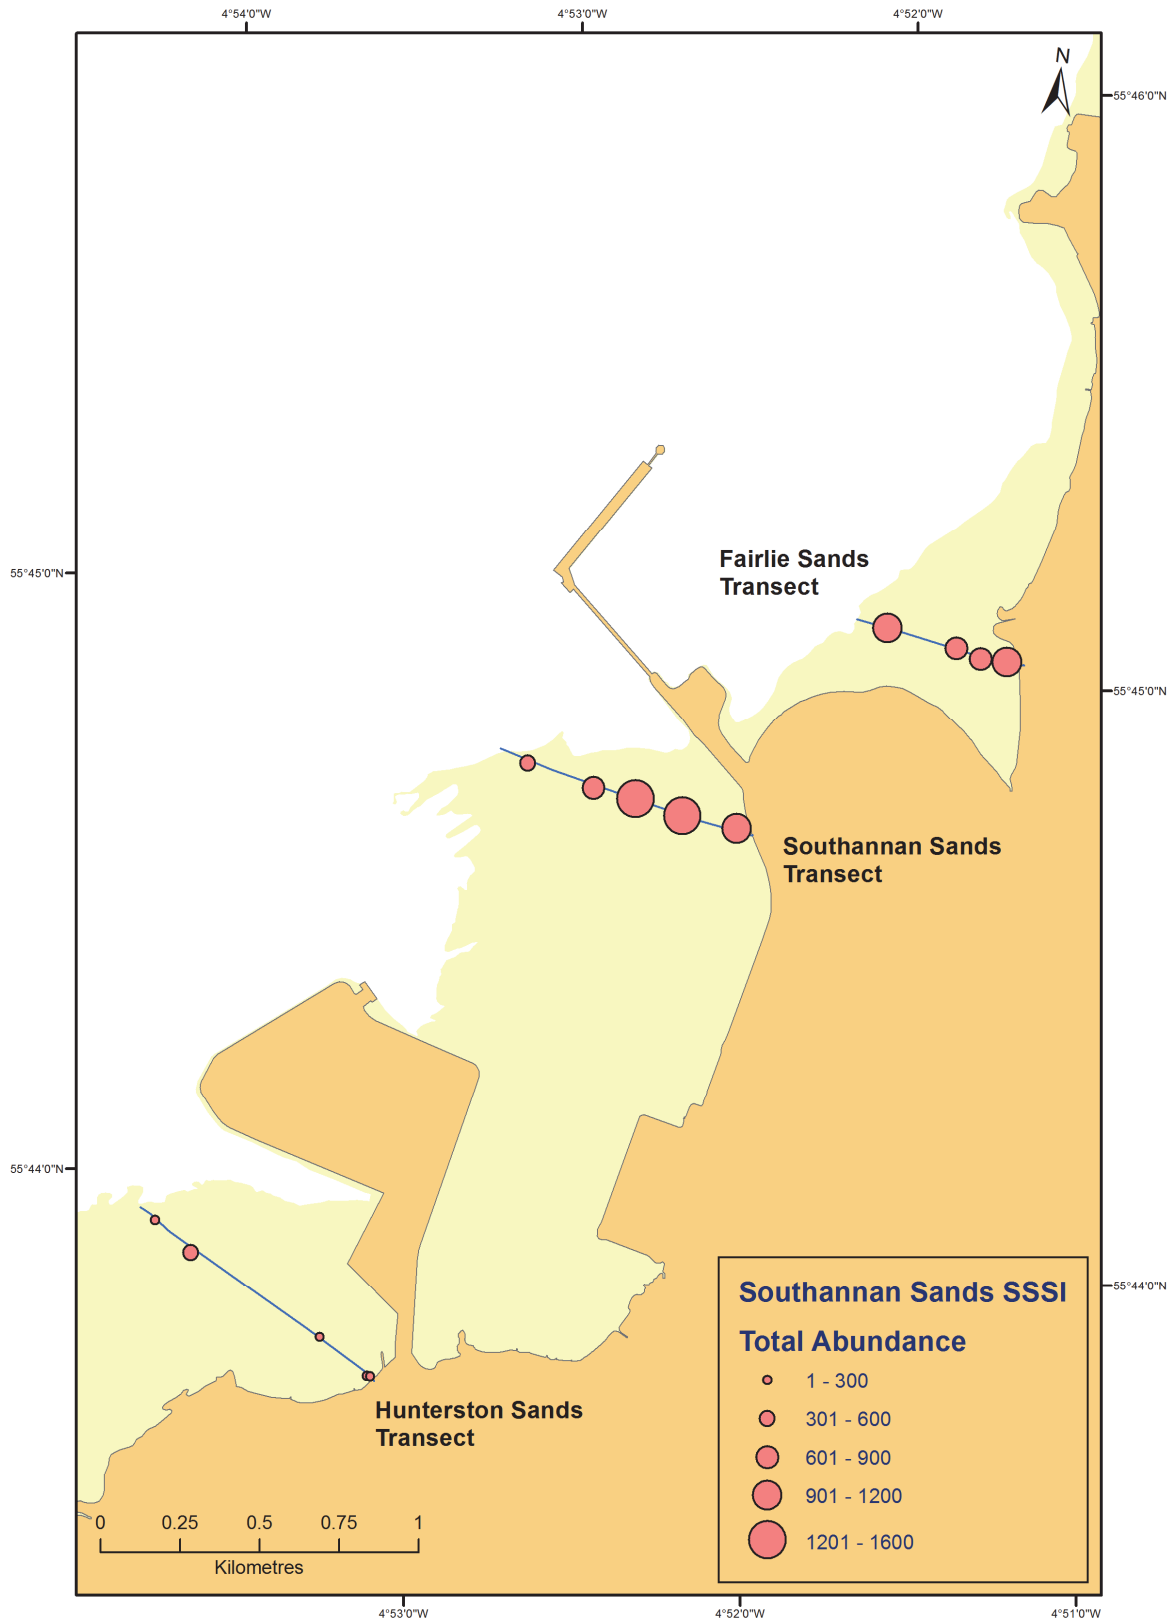 4°54'0"W
4°53'0"W
4°52'0"W
N
55°46'0"N
55°45'0"N
Fairlie Sands
Transect
55°45'0"N
Southannan Sands
Transect
55°44'0"N
55°44'0"N
Southannan Sands SSSI
Total Abundance
1 - 300
301 - 600
601 - 900
901 - 1200
1201 - 1600
Hunterston Sands
Transect
0 0.25 0.5 0.75 1
Kilometres
4°53'0"W
4°52'0"W
4°51'0"W